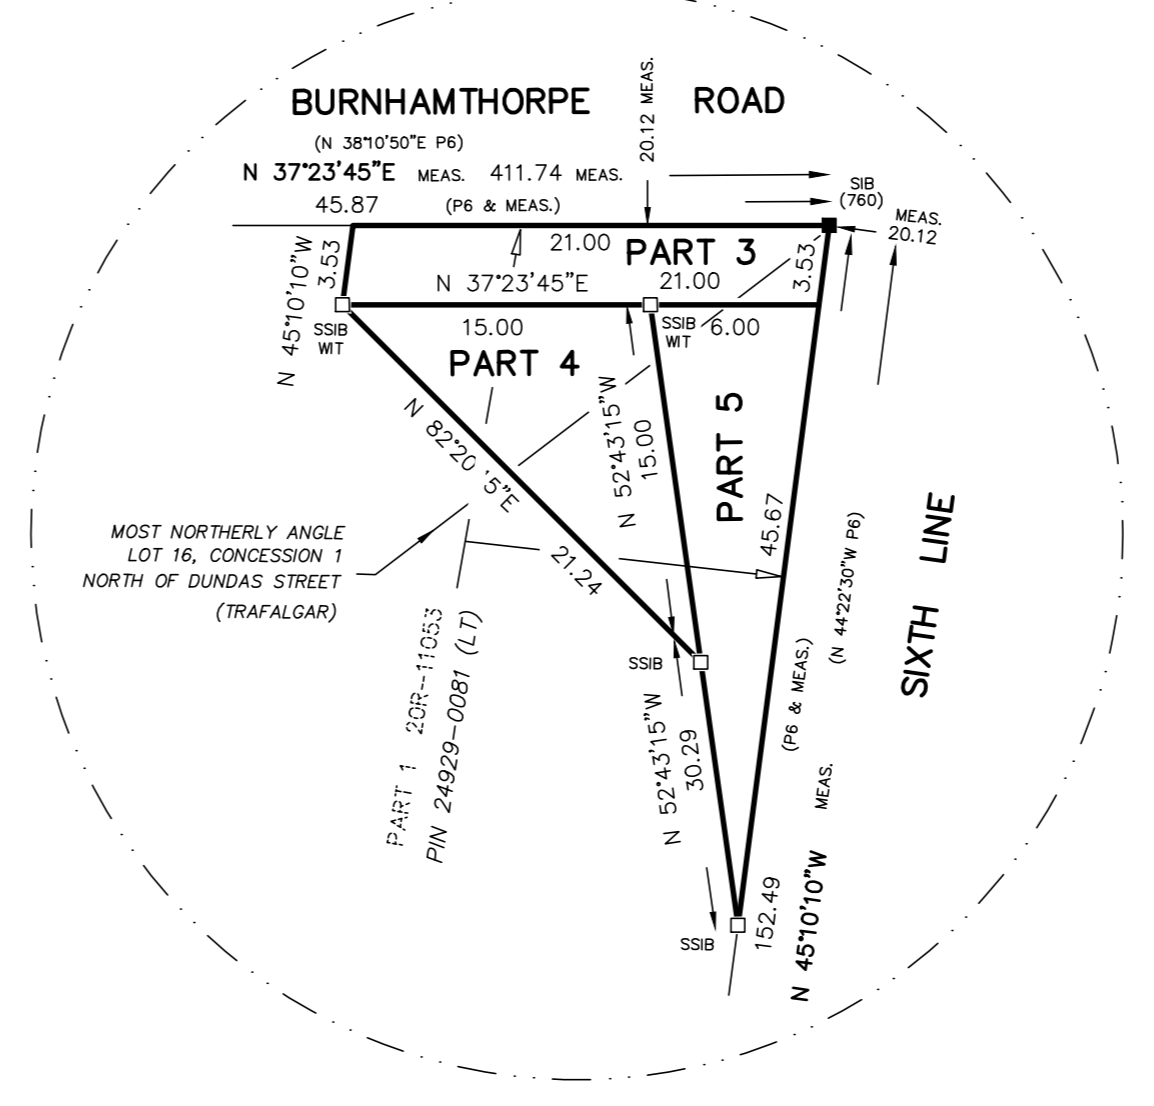 BURNHAMTHORPE ROAD
(N 38°10'50"E P6)
N 37°23'45"E MEAS. 411.74 MEAS.
45.87 (P6 & MEAS.)
20.12 MEAS.
SIB
(760)
MEAS.
20.12
N 45°10'10"W
3.53
21.00
PART 3
3.53
N 37°23'45"E
21.00
SSIB
WIT
15.00
SSIB
WIT
6.00
PART 4
PART 5
N 52°43'15"W
15.00
N 82°20 '5"E
21.24
45.67
MOST NORTHERLY ANGLE
LOT 16, CONCESSION 1
NORTH OF DUNDAS STREET
(TRAFALGAR)
(N 44°22'30"W P6)
SIXTH LINE
PART 1 20R-11053
PIN 24929-0081 (LT)
SSIB
N 52°43'15"W
30.29
(P6 & MEAS.)
SSIB
152.49
N 45°10'10"W MEAS.